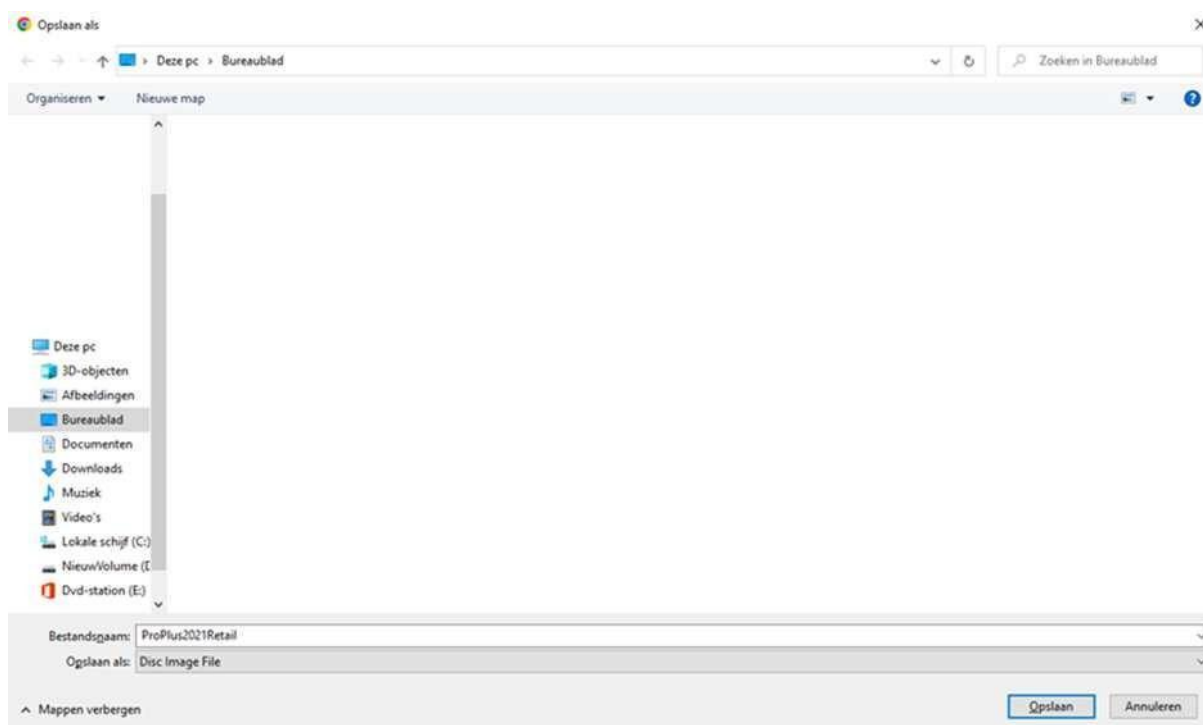 Opslaan als
Deze pc › Bureaublad
Zoeken in Bureaublad
Organiseren
Nieuwe map
Deze pc
3D-objecten
Afbeeldingen
Bureaublad
Documenten
Downloads
Muziek
Video's
Lokale schijf (C:)
NieuwVolume (D
Dvd-station (E:)
Bestandsnaam: ProPlus2021Retail
Opslaan als: Disc Image File
Mappen verbergen
Opslaan
Annuleren